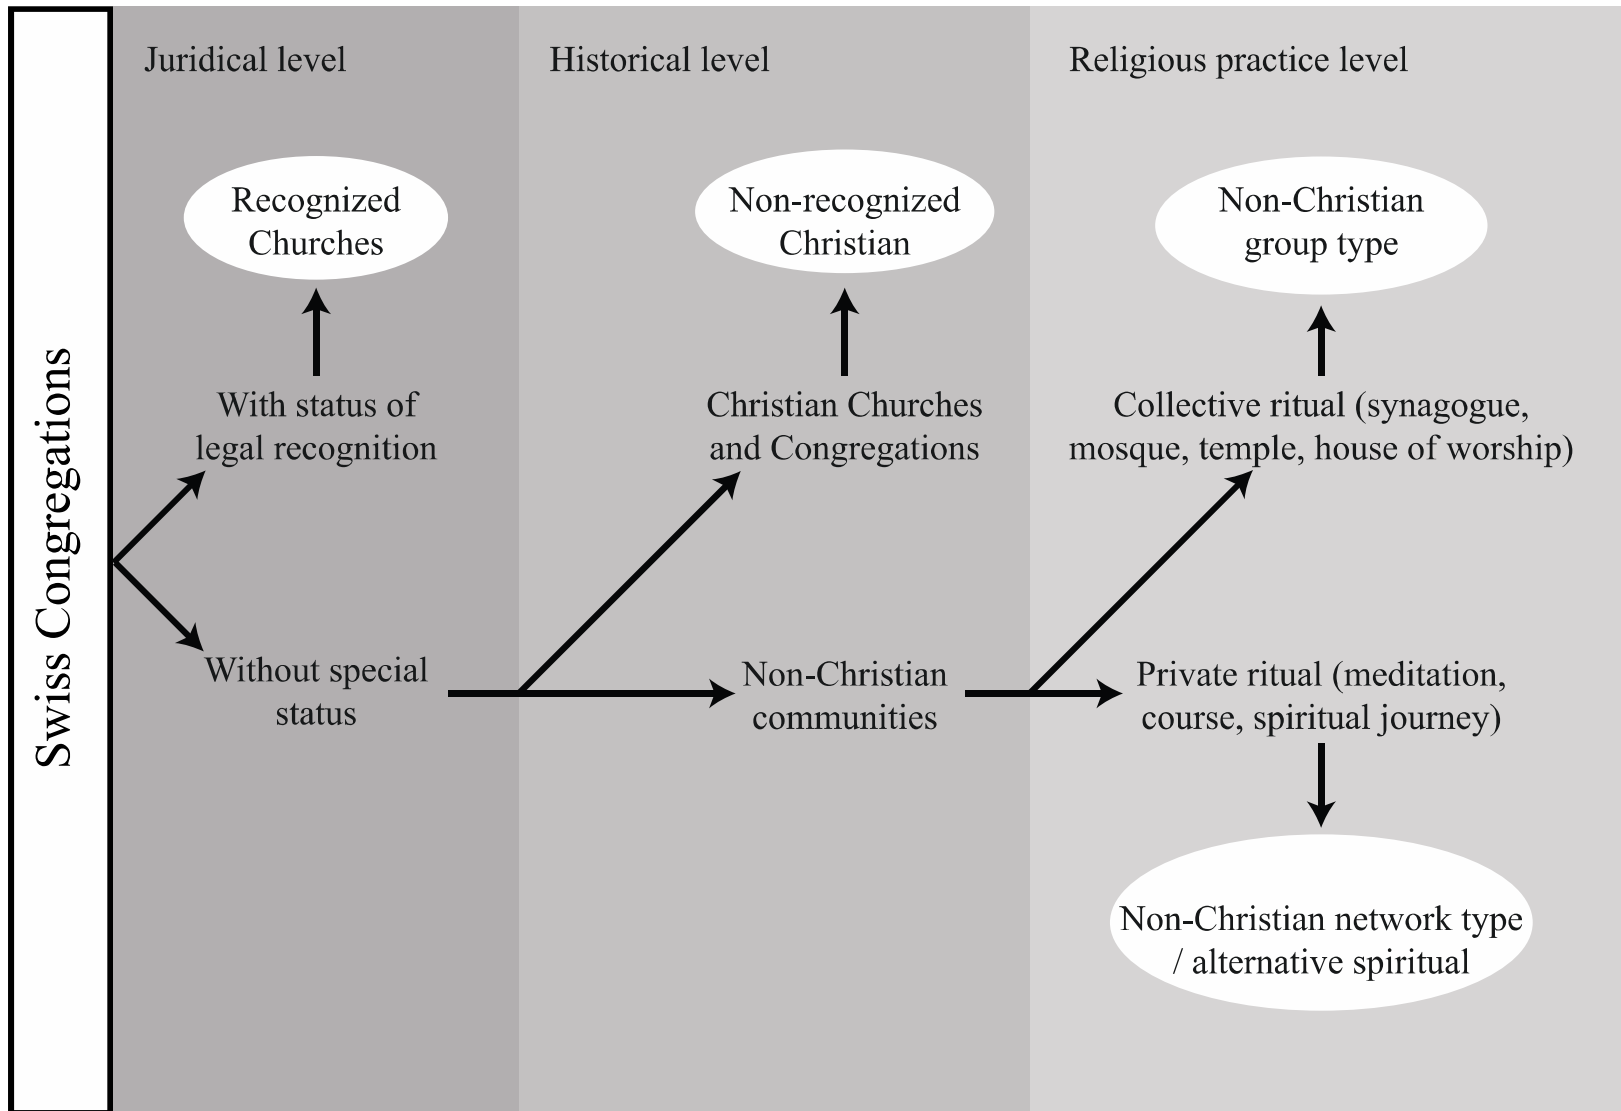 Swiss Congregations
Juridical level
Recognized
Churches
With status of
legal recognition
Without special
status
Historical level
Non-recognized
Christian
Christian Churches
and Congregations
Non-Christian
communities
Religious practice level
Non-Christian
group type
Collective ritual (synagogue,
mosque, temple, house of worship)
Private ritual (meditation,
course, spiritual journey)
Non-Christian network type
/ alternative spiritual